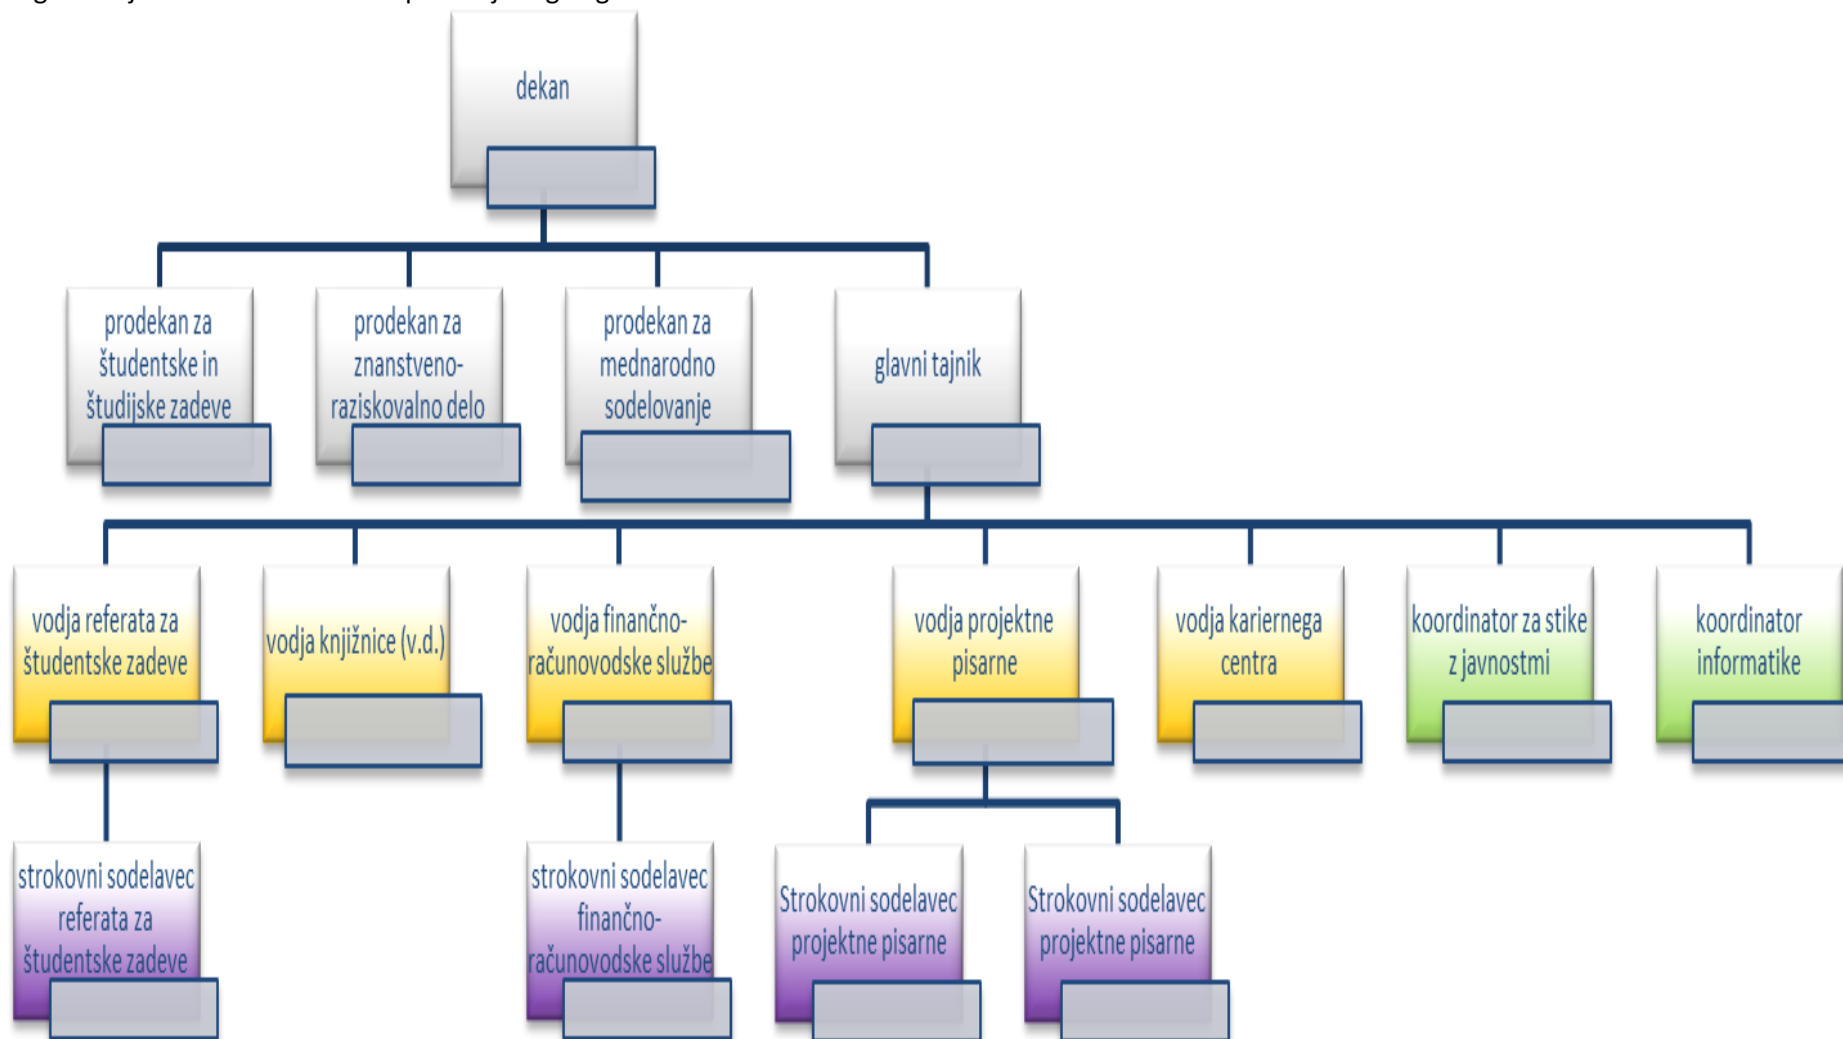 dekan
prodekan za
študentske in
študijske zadeve
prodekan za
znanstveno-
raziskovalno delo
prodekan za
mednarodno
sodelovanje
glavni tajnik
vodja referata za
študentske zadeve
vodja knjižnice (v.d.)
vodja finančno-
računovodske službe
vodja projektne
pisarne
vodja kariernega
centra
koordinator za stike
z javnostmi
koordinator
informatike
strokovni sodelavec
referata za
študentske zadeve
strokovni sodelavec
finančno-
računovodske službe
Strokovni sodelavec
projektne pisarne
Strokovni sodelavec
projektne pisarne